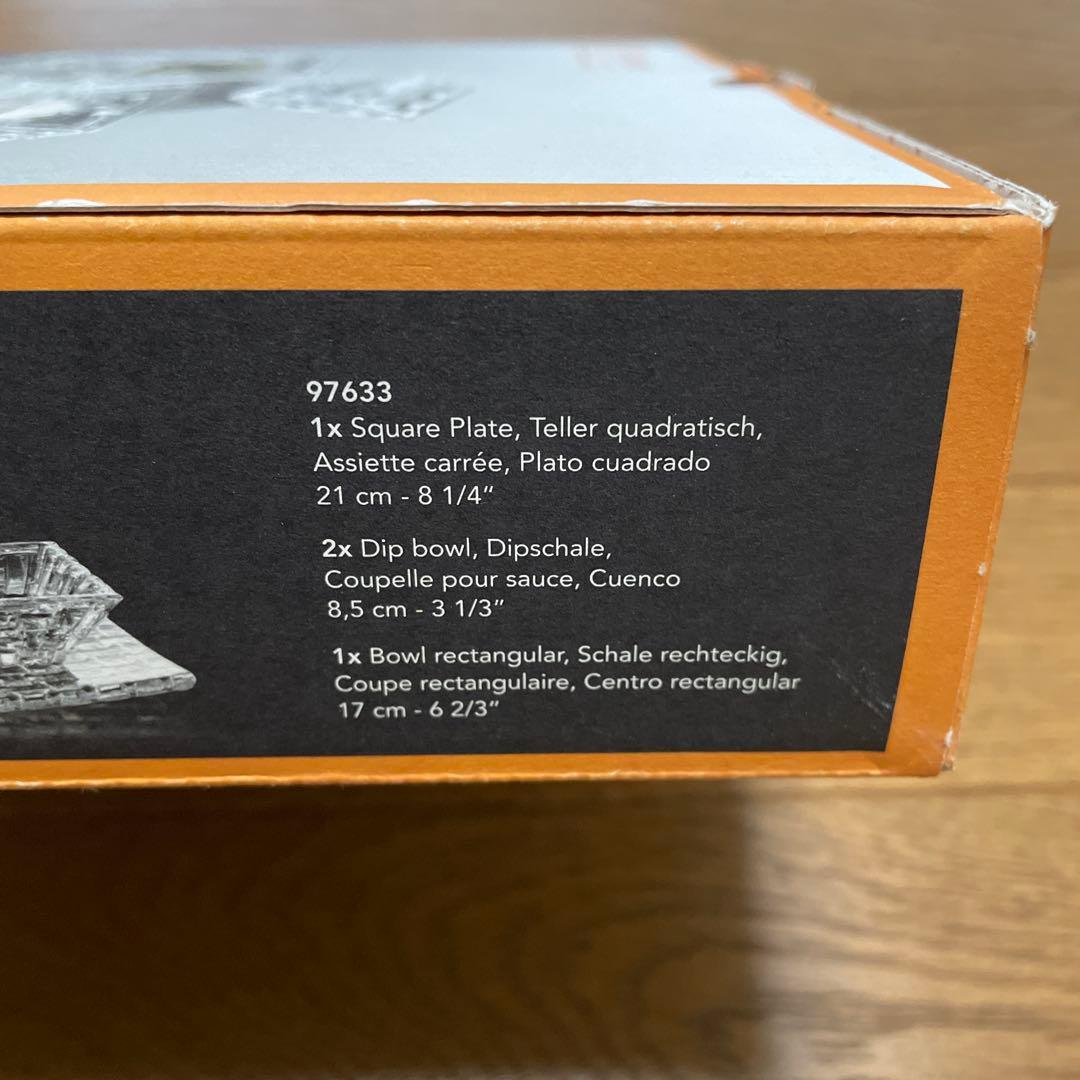 97633
1x Square Plate, Teller quadratisch,
Assiette carrée, Plato cuadrado
21 cm - 8 1/4“
2x Dip bowl, Dipschale,
Coupelle pour sauce, Cuenco
8,5 cm - 3 1/3“
1x Bowl rectangular, Schale rechteckig,
Coupe rectangulaire, Centro rectangular
17 cm - 6 2/3“